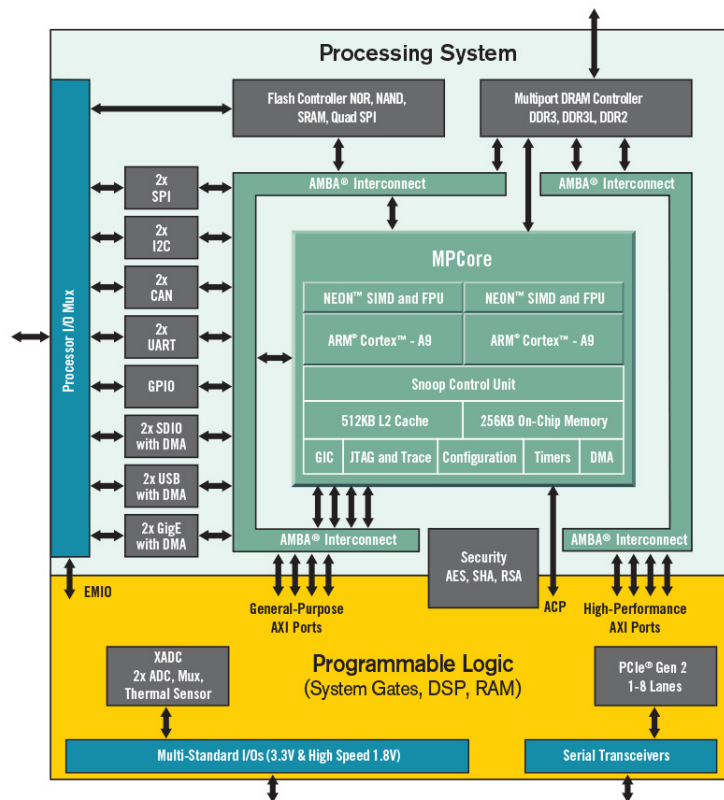 Processing System
Flash Controller NOR, NAND,
SRAM, Quad SPI
Multiport DRAM Controller
DDR3, DDR3L, DDR2
AMBA® Interconnect
AMBA® Interconnect
Processor I/O Mux
2x
SPI
2x
I2C
2x
CAN
2x
UART
GPIO
2x SDIO
with DMA
2x USB
with DMA
2x GigE
with DMA
MPCore
NEON™ SIMD and FPU
NEON™ SIMD and FPU
ARM® Cortex™ - A9
ARM® Cortex™ - A9
Snoop Control Unit
512KB L2 Cache
256KB On-Chip Memory
GIC
JTAG and Trace
Configuration
Timers
DMA
AMBA® Interconnect
AMBA® Interconnect
Security
AES, SHA, RSA
EMIO
General-Purpose
AXI Ports
ACP
High-Performance
AXI Ports
XADC
2x ADC, Mux,
Thermal Sensor
Programmable Logic
(System Gates, DSP, RAM)
PCIe® Gen 2
1-8 Lanes
Multi-Standard I/Os (3.3V & High Speed 1.8V)
Serial Transceivers